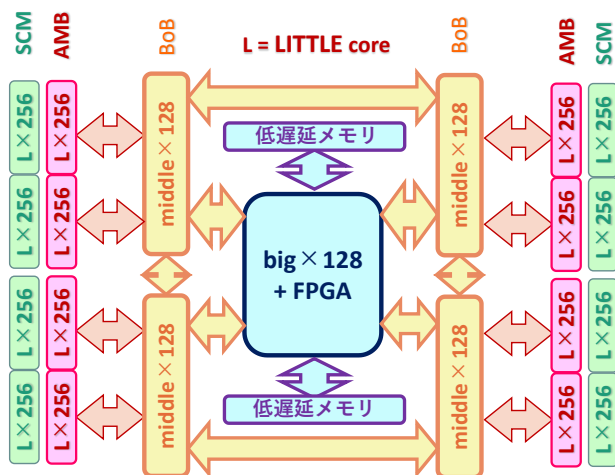 SCM
AMB
BoB
L = LITTLE core
BoB
AMB
SCM
L×256
L×256
middle×128
低遅延メモリ
middle×128
L×256
L×256
L×256
L×256
L×256
L×256
big×128
+ FPGA
L×256
L×256
middle×128
middle×128
L×256
L×256
L×256
L×256
低遅延メモリ
L×256
L×256